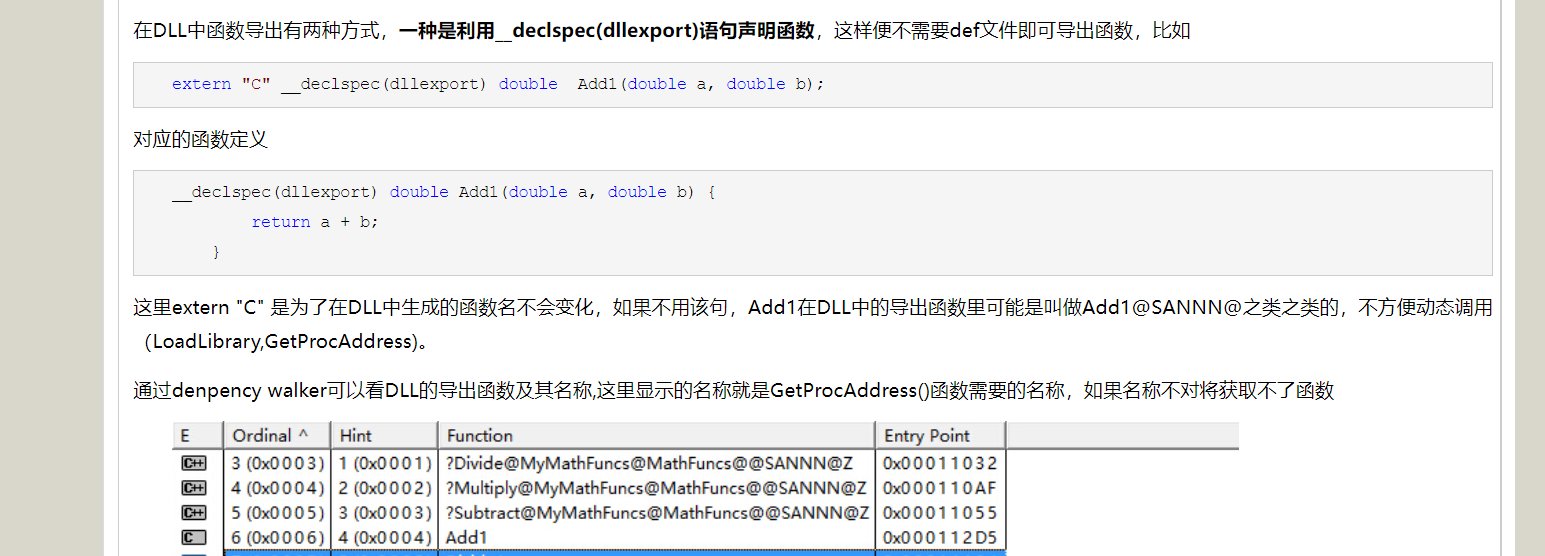 在DLL中函数导出有两种方式，一种是利用__declspec(dllexport)语句声明函数，这样便不需要def文件即可导出函数，比如
extern "C" __declspec(dllexport) double  Add1(double a, double b);
对应的函数定义
__declspec(dllexport) double Add1(double a, double b) {
return a + b;
}
这里extern "C" 是为了在DLL中生成的函数名不会变化，如果不用该句，Add1在DLL中的导出函数里可能是叫做Add1@SANNN@之类之类的，不方便动态调用
（LoadLibrary,GetProcAddress)。
通过denpency walker可以看DLL的导出函数及其名称,这里显示的名称就是GetProcAddress()函数需要的名称，如果名称不对将获取不了函数
E Ordinal ^ Hint Function Entry Point
C++ 3 (0x0003) 1 (0x0001) ?Divide@MyMathFuncs@MathFuncs@@SANNN@Z 0x00011032
C++ 4 (0x0004) 2 (0x0002) ?Multiply@MyMathFuncs@MathFuncs@@SANNN@Z 0x000110AF
C++ 5 (0x0005) 3 (0x0003) ?Subtract@MyMathFuncs@MathFuncs@@SANNN@Z 0x00011055
C 6 (0x0006) 4 (0x0004) Add1 0x000112D5